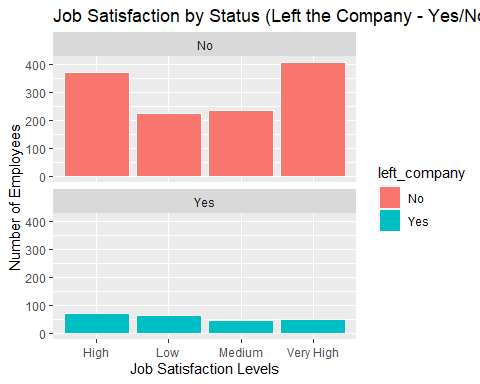 Job Satisfaction by Status (Left the Company - Yes/No
No
400
300
200
100
0
Yes
400
300
200
100
0
High Low Medium Very High
Job Satisfaction Levels
Number of Employees
left_company
No
Yes